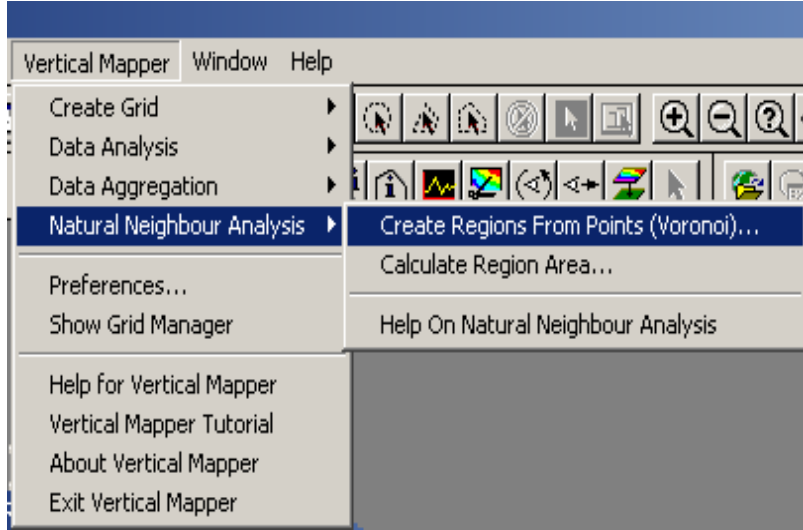 Vertical Mapper Window Help
Create Grid
Data Analysis
Data Aggregation
Natural Neighbour Analysis
Create Regions From Points (Voronoi)...
Calculate Region Area...
Help On Natural Neighbour Analysis
Preferences...
Show Grid Manager
Help for Vertical Mapper
Vertical Mapper Tutorial
About Vertical Mapper
Exit Vertical Mapper